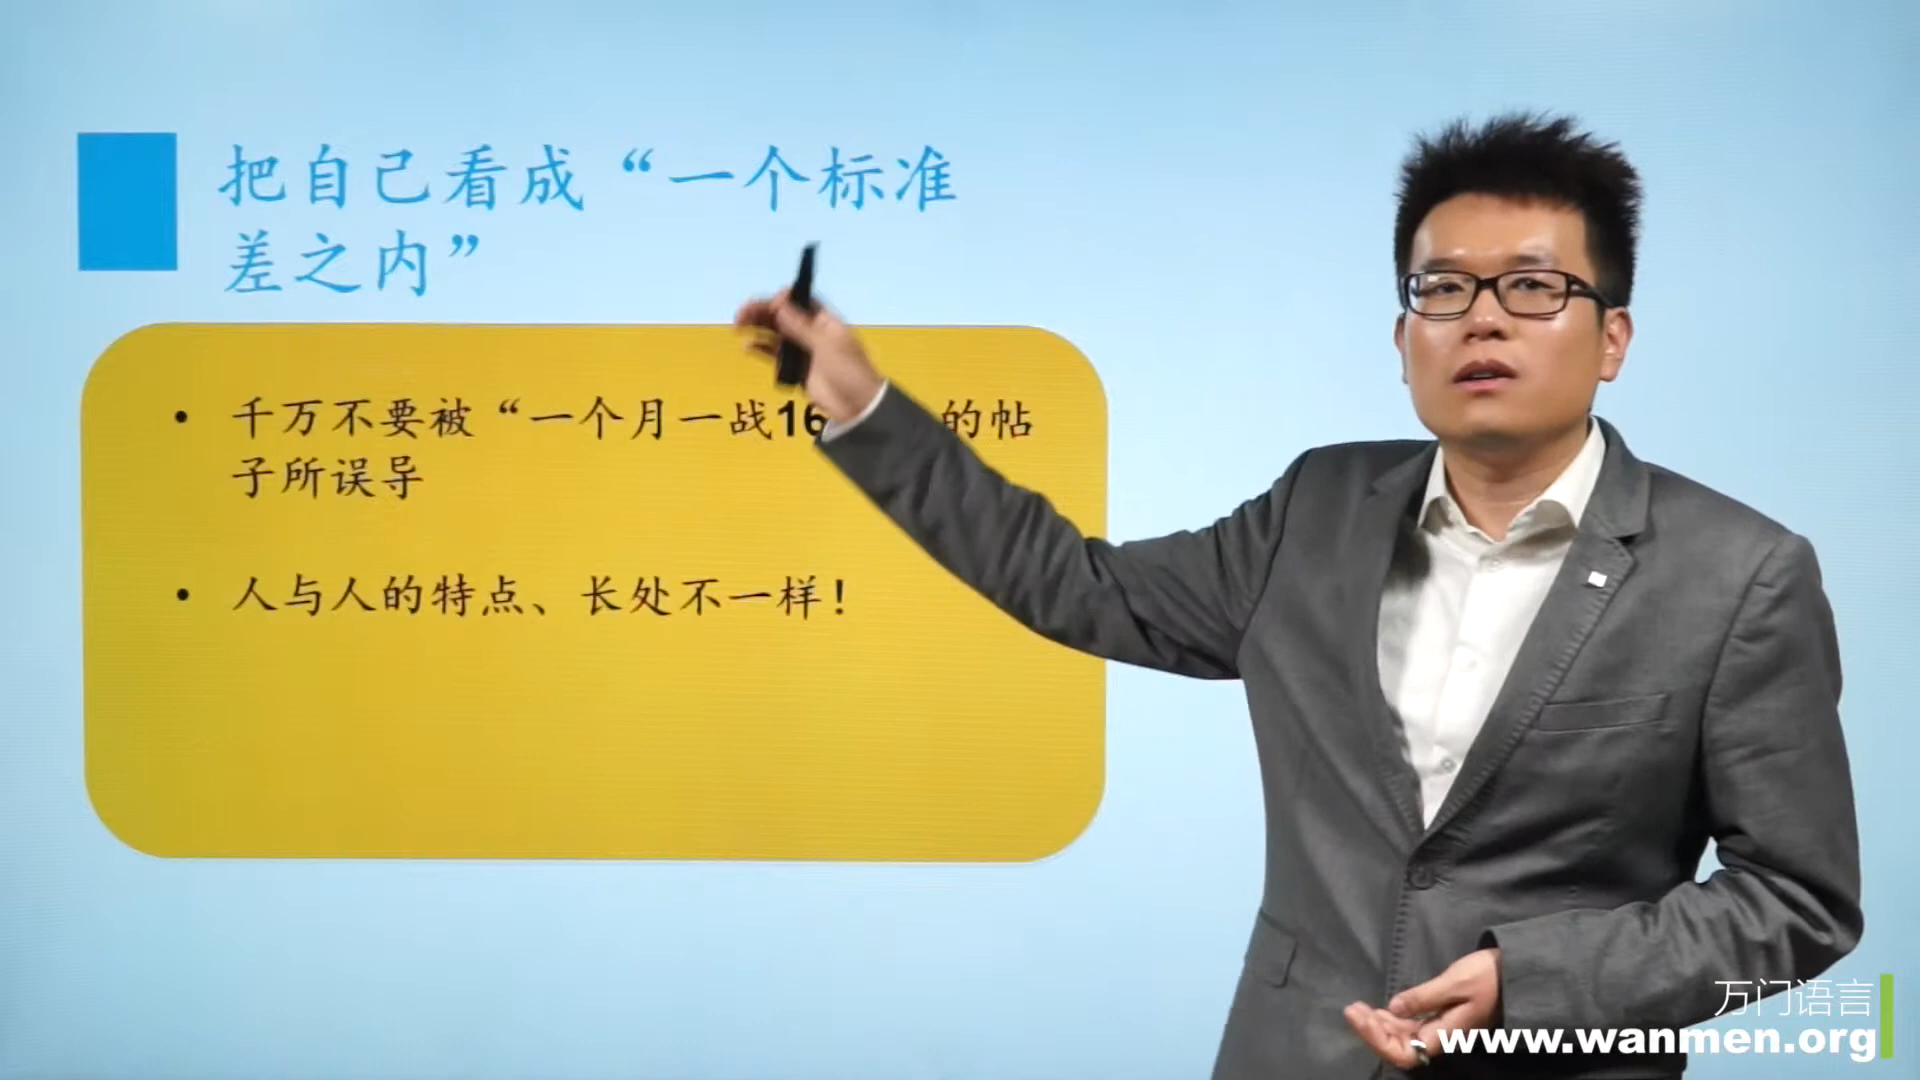 把自己看成“一个标准
差之内”
• 千万不要被“一个月一战16 的帖
子所误导
• 人与人的特点、长处不一样！
万门语言
www.wanmen.org